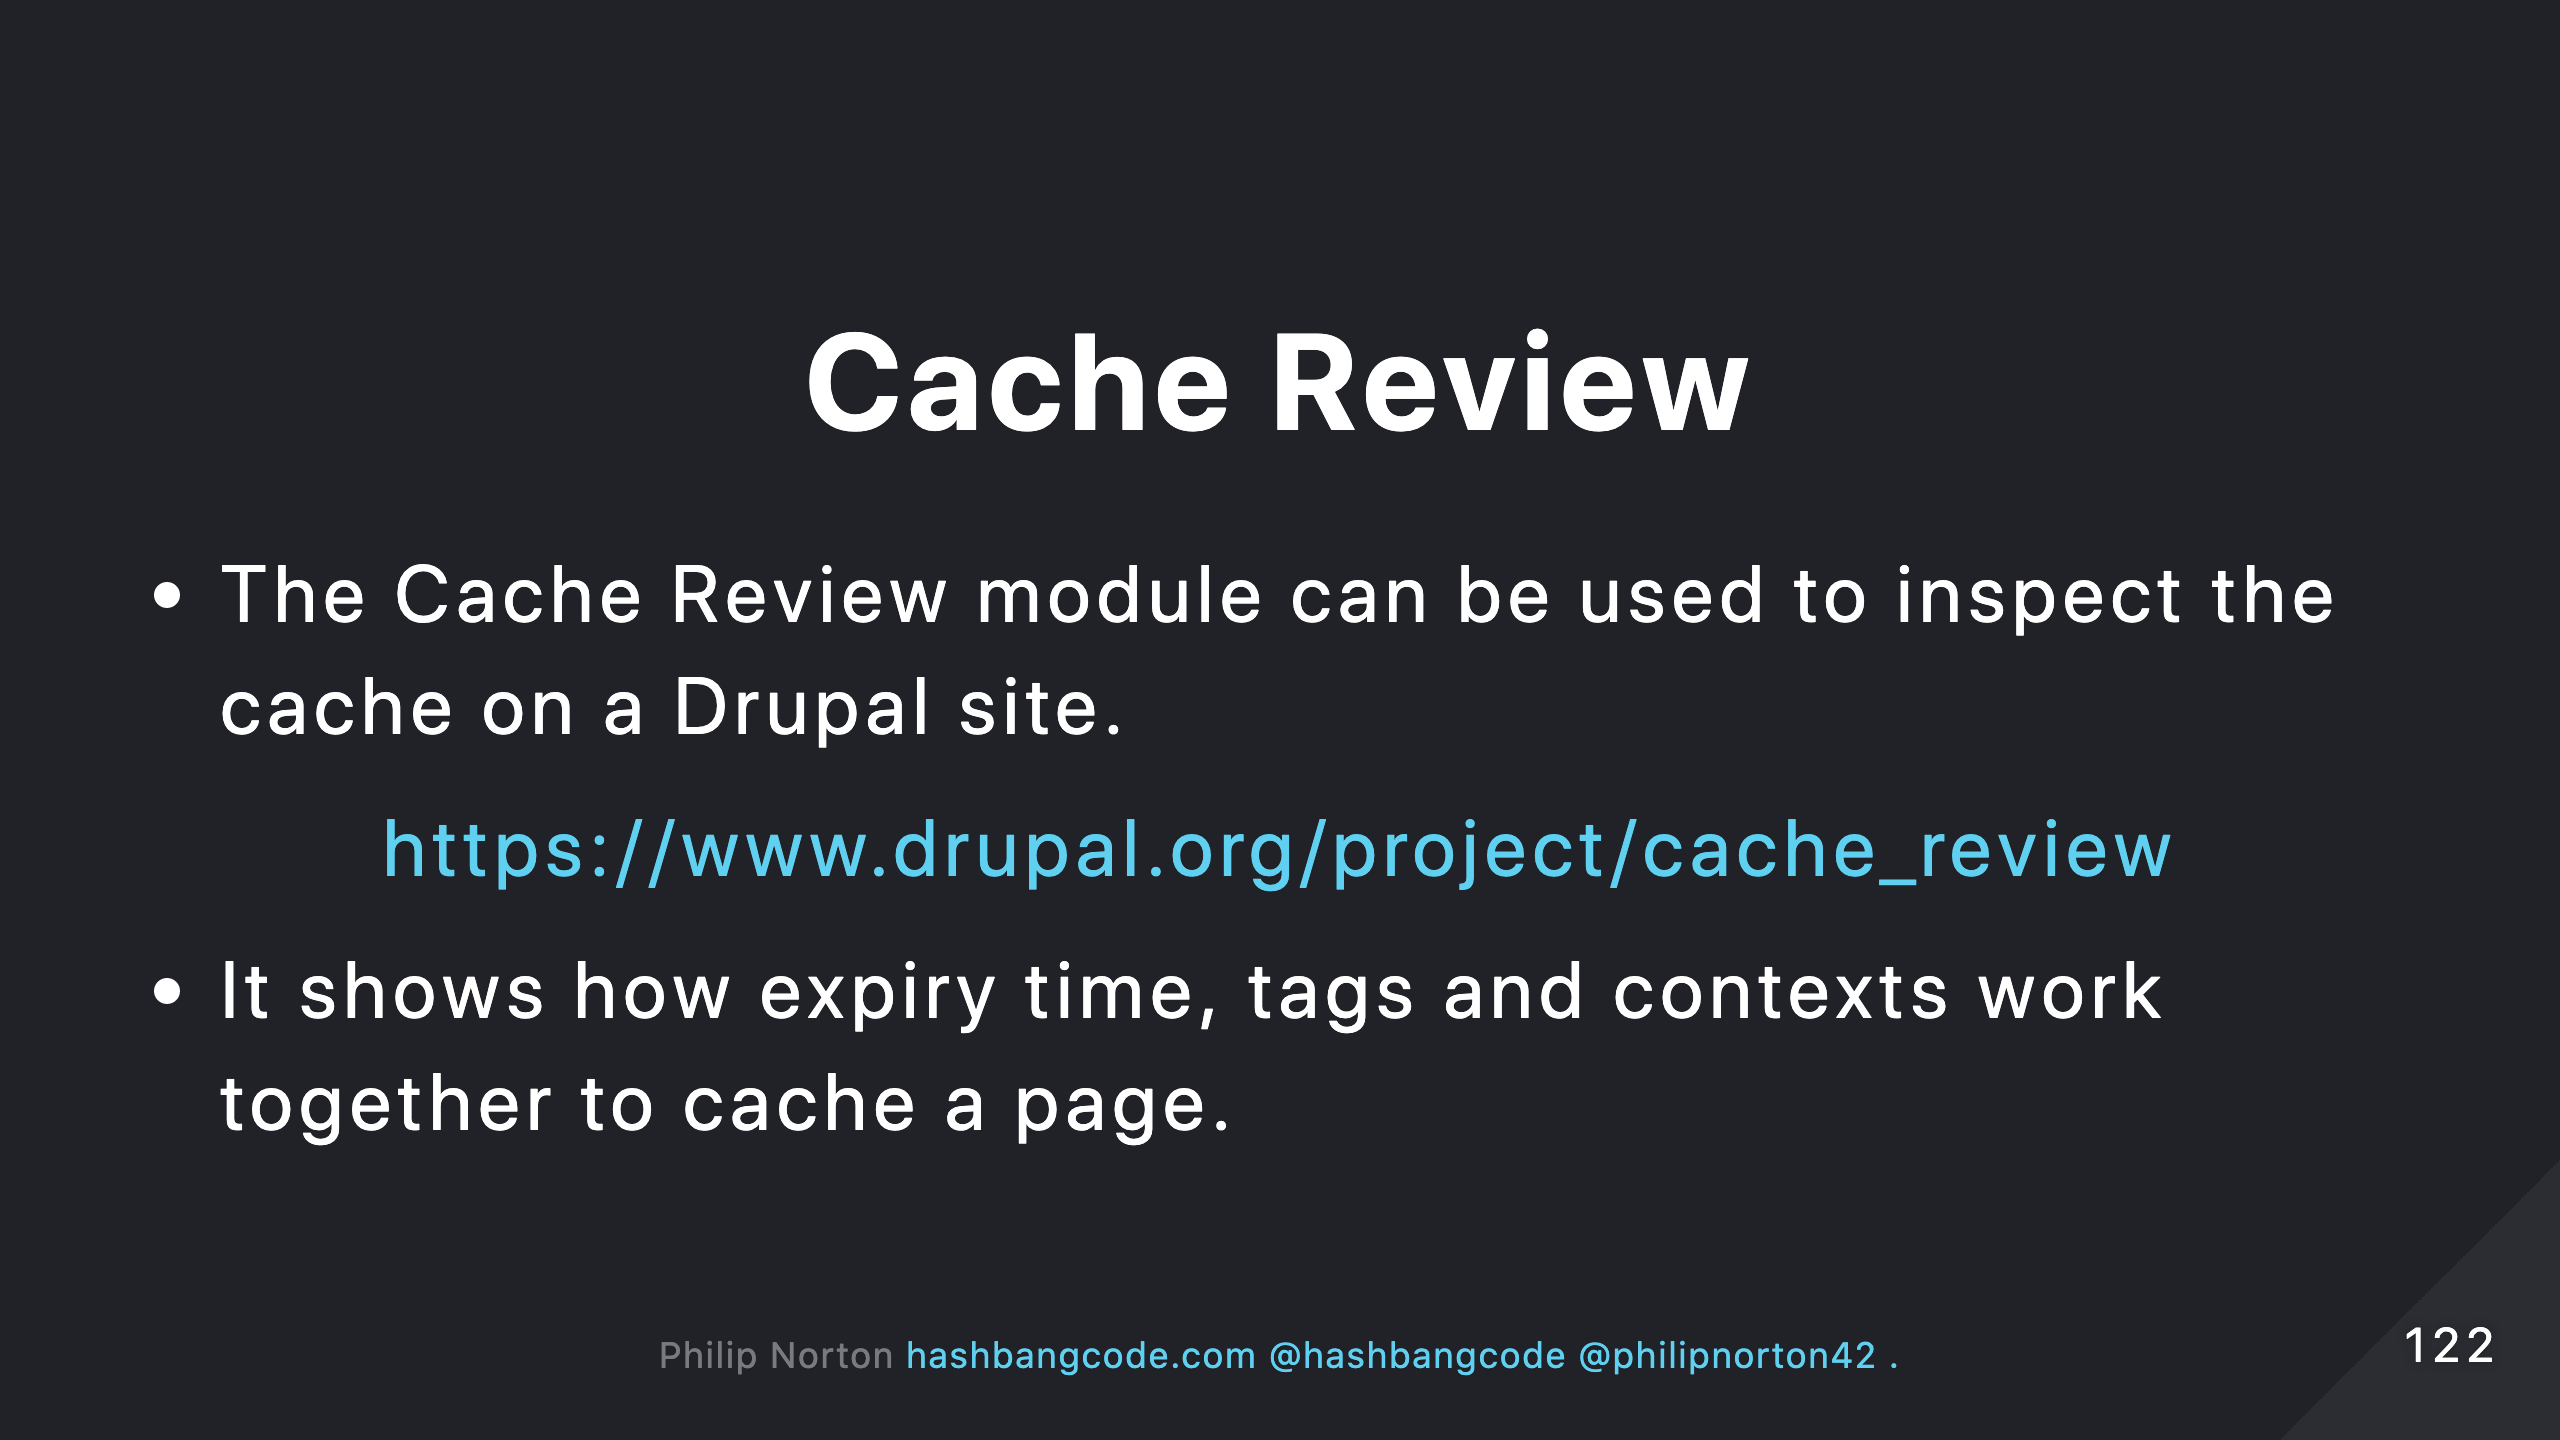 Cache Review
• The Cache Review module can be used to inspect the
cache on a Drupal site.
https://www.drupal.org/project/cache_review
• It shows how expiry time, tags and contexts work
together to cache a page.
Philip Norton hashbangcode.com @hashbangcode @philipnorton42 .
122